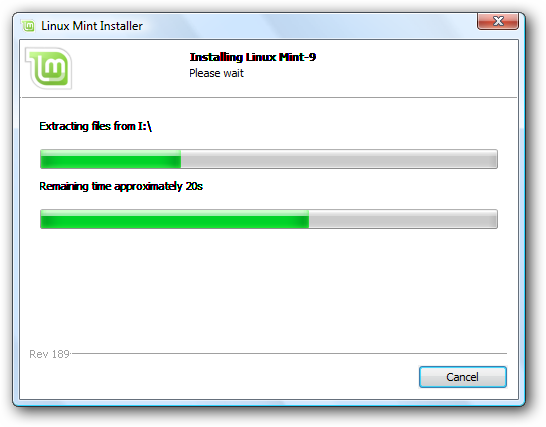 Linux Mint Installer
Installing Linux Mint-9
Please wait
Extracting files from I:\
Remaining time approximately 20s
Rev 189
Cancel